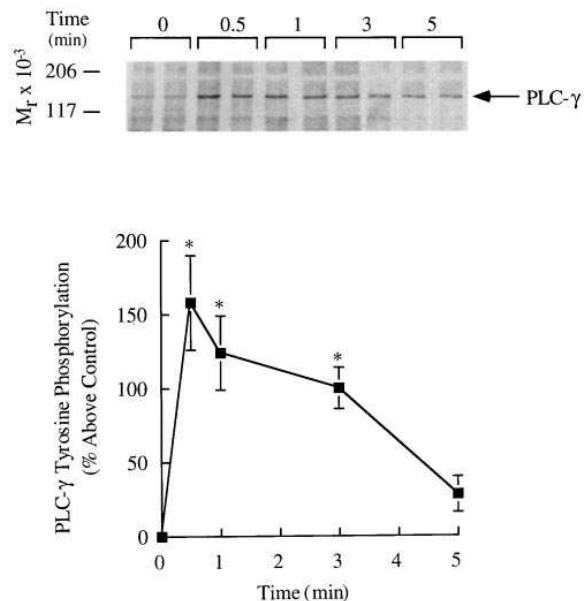 Time (min) 0 0.5 1 3 5
M_r x 10^-3
206
117
PLC-γ
PLC-γ Tyrosine Phosphorylation
(% Above Control)
200
150
100
50
0
* * *
0 1 2 3 4 5
Time (min)